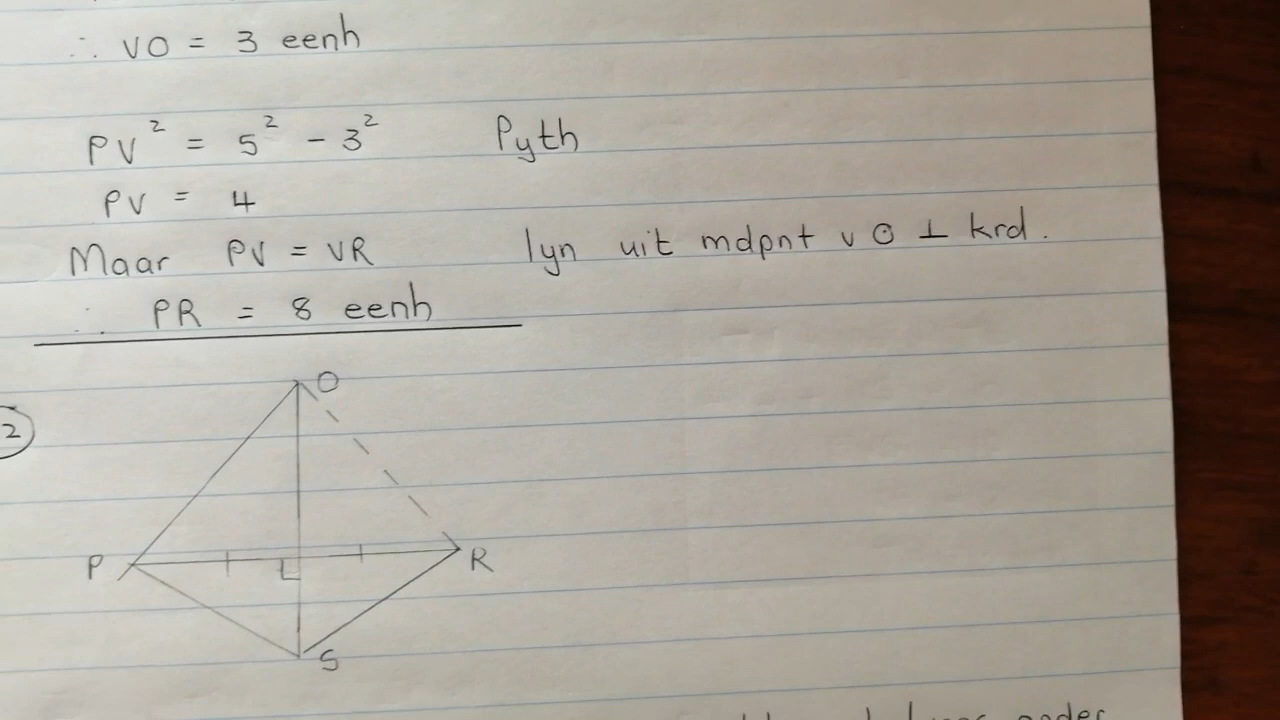 ∴ VO = 3 eenh
PV² = 5² - 3² Pyth
PV = 4
Maar PV = VR lyn uit mdpnt v ⊙ ⊥ krd.
∴ PR = 8 eenh
2
O
P
R
S
onder